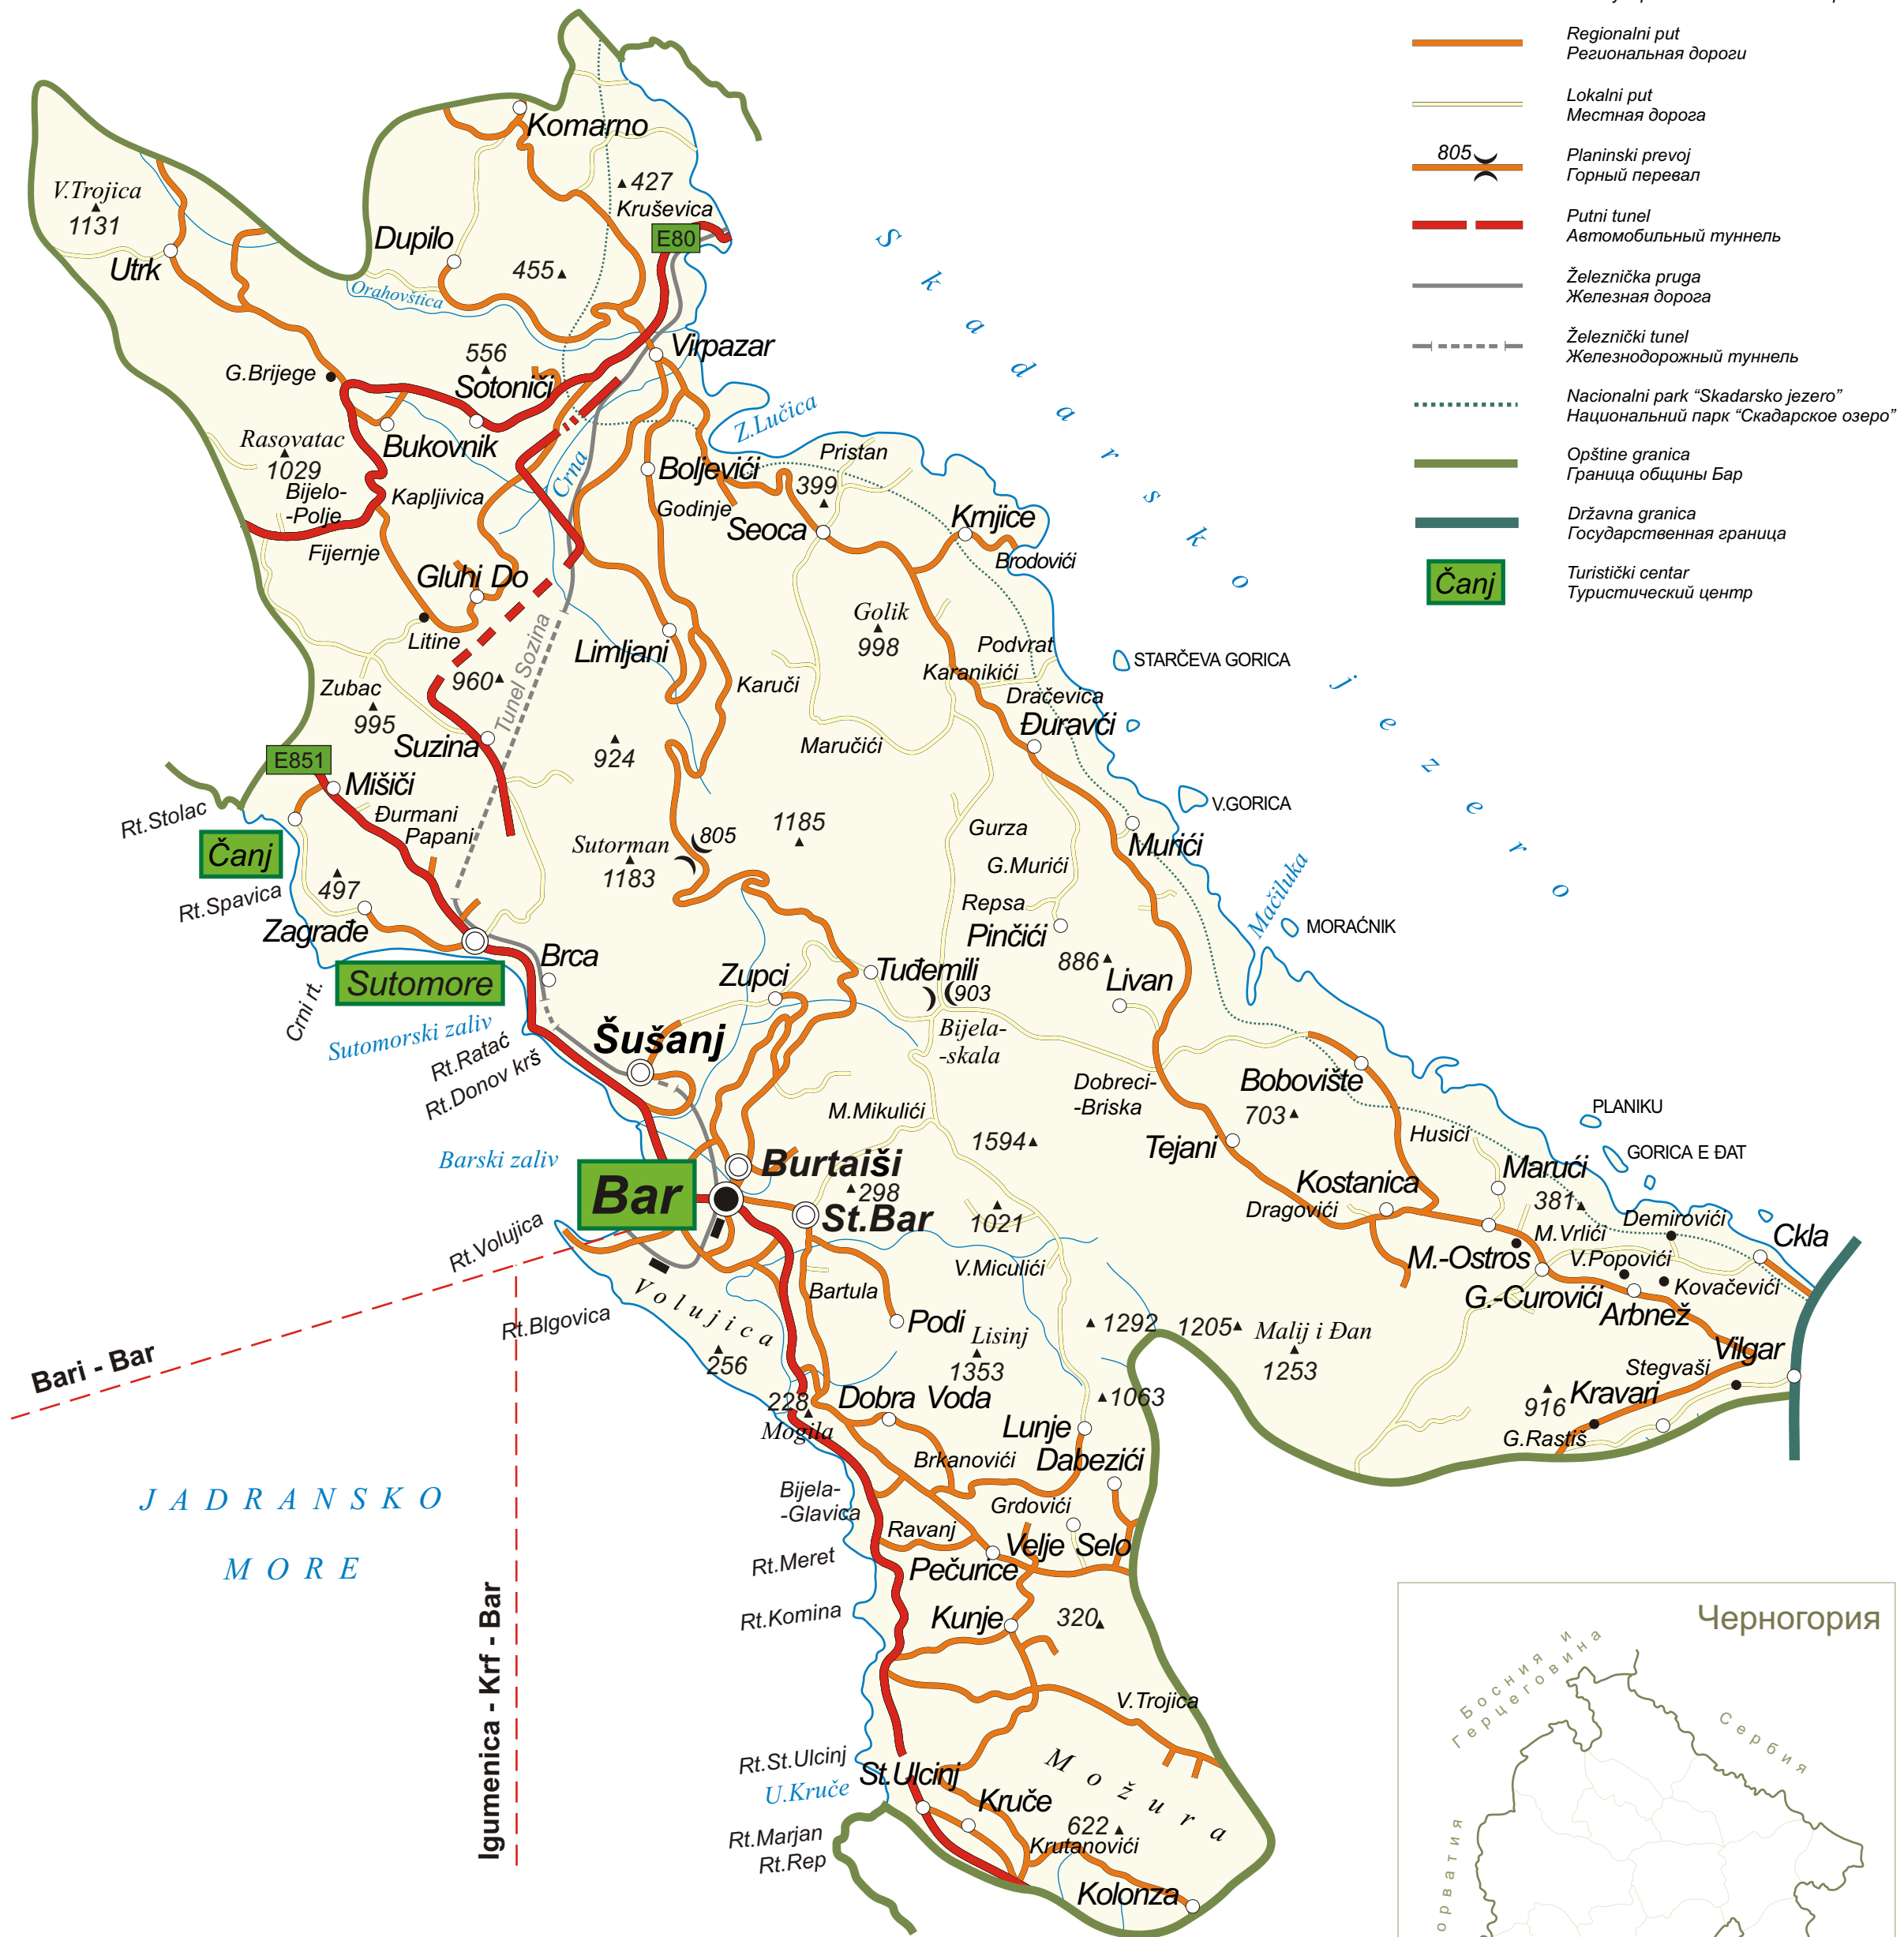 Regionalni put
Региональная дороги
Lokalni put
Местная дорога
805
Planinski prevoj
Горный перевал
Putni tunel
Автомобильный туннель
Željeznička pruga
Железная дорога
Železnički tunel
Железнодорожный туннель
Nacionalni park “Skadarsko jezero”
Национальний парк “Скадарское озеро”
Opštine granica
Граница общины Бар
Državna granica
Государственная граница
Čanj
Turistički centar
Туристический центр
Komarno
V.Trojica
1131
427
Kruševica
E80
Utrk
Dupilo
455
Orahovštica
Skadarsko jezero
Virpazar
556
G.Brijege
Sotoniči
Z.Lučica
Rasovatac
1029
Bukovnik
Crna
Boljevići
Pristan
399
Bijelo-
-Polje
Kapljivica
Godinje
Seoca
Krnjice
Fijernje
Brodovići
Gluhi Do
Golik
998
Litine
Limljani
Podvrat
STARČEVA GORICA
Tunel Sozina
Karanikići
Zubac
995
960
Karuči
Dračevica
Đuravći
Suzina
924
Maručići
E851
Mišiči
V.GORICA
Rt.Stolac
Đurmani
Papani
Čanj
Sutorman
1183
805
1185
Gurza
G.Murići
Murići
Mačiluka
497
Rt.Spavica
Zagrađe
Repsa
Pinčići
MORAĆNIK
Brca
Sutomore
Zupci
Tuđemili
903
886
Livan
Crni rt.
Sutomorski zaliv
Šušanj
Bijela-
-skala
Rt.Ratać
Rt.Donov krš
Dobreci-
-Briska
Bobovište
703
PLANIKU
M.Mikulići
1594
Tejani
Husici
GORICA E ĐAT
Barski zaliv
Burtaiši
Bar
298
St.Bar
1021
Kostanica
Marući
381
Dragovići
M.Vrlići
Demirovići
Ckla
Rt.Volujica
V.Miculići
M.-Ostros
V.Popovići
Kovačevići
Volujica
Bartula
G.-Curovići
Arbnež
Rt.Blgovica
Podi
Lisinj
1353
1292
1205
Malij i Đan
1253
Vilgar
Bari - Bar
256
Stegvaši
228
Mogila
Dobra Voda
1063
916
Kravari
Lunje
G.Rastiš
Dabezići
Brkanovići
JADRANSKO
MORE
Bijela-
-Glavica
Grdovići
Ravanj
Velje Selo
Rt.Meret
Pečurice
Rt.Komina
Kunje
320
Igumenica - Krf - Bar
Черногория
Босния и
Герцеговина
Сербия
V.Trojica
Rt.St.Ulcinj
U.Kruče
St.Ulcinj
Možura
Kruče
622
Krutanovići
Rt.Marjan
Rt.Rep
Kolonza